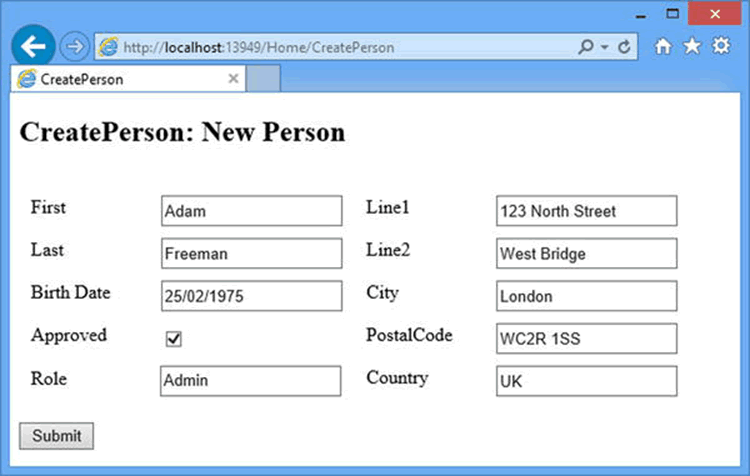 http://localhost:13949/Home/CreatePerson
CreatePerson
CreatePerson: New Person
First Adam Line1 123 North Street
Last Freeman Line2 West Bridge
Birth Date 25/02/1975 City London
Approved PostalCode WC2R 1SS
Role Admin Country UK
Submit